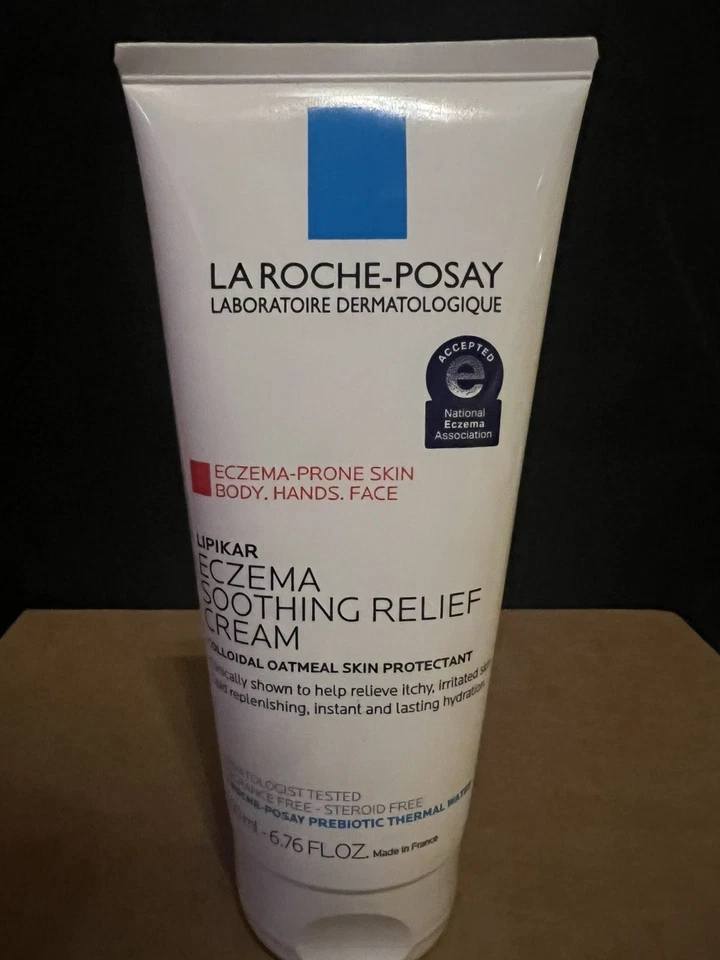 LA ROCHE-POSAY
LABORATOIRE DERMATOLOGIQUE
ACCEPTED
e
National
Eczema
Association
ECZEMA-PRONE SKIN
BODY. HANDS. FACE
LIPIKAR
ECZEMA
SOOTHING RELIEF
CREAM
COLLOIDAL OATMEAL SKIN PROTECTANT
shown to help relieve itchy, irritated
replenishing, instant and lasting hydration
TESTED
FREE - STEROID FREE
PREBIOTIC THERMAL WATER
ml - 6.76 FL.OZ. Made in France